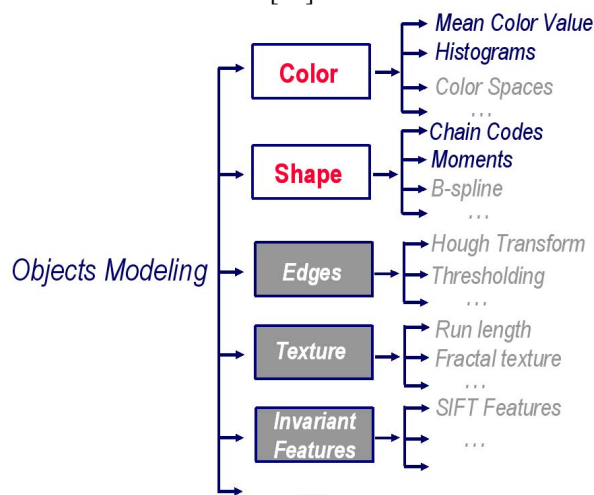 Mean Color Value
Histograms
Color
Color Spaces
...
Chain Codes
Moments
Shape
B-spline
...
Hough Transform
Objects Modeling
Edges
Thresholding
...
Run length
Texture
Fractal texture
...
SIFT Features
Invariant
Features
...